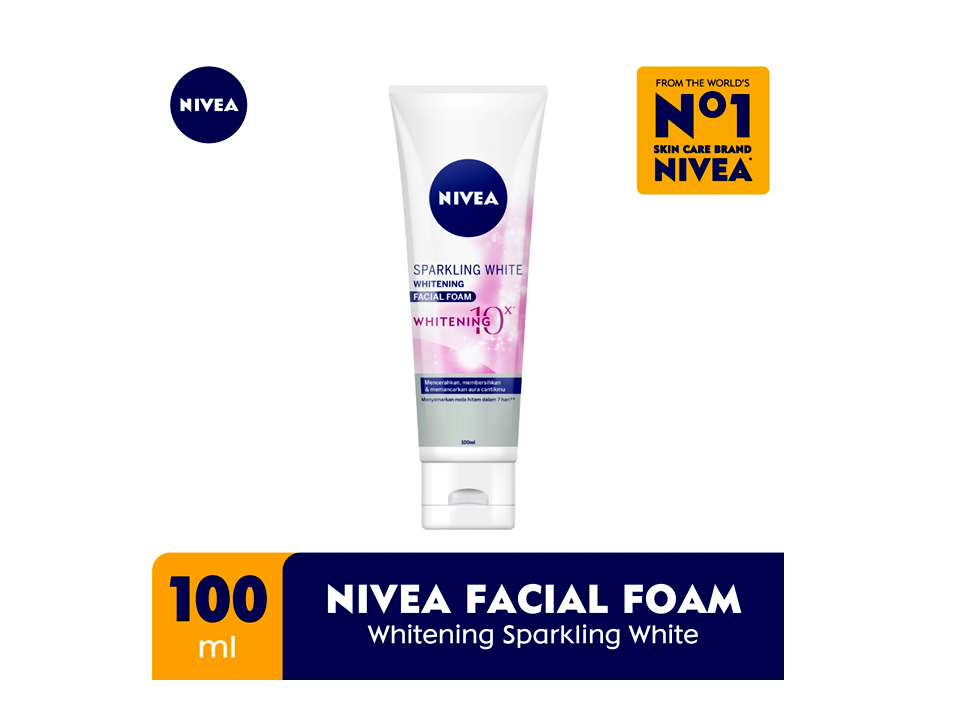 NIVEA
FROM THE WORLD'S
Nº1
SKIN CARE BRAND
NIVEA*
NIVEA
SPARKLING WHITE
WHITENING
FACIAL FOAM
WHITENING 10x*
Mencerahkan, membersihkan
& memancarkan aura cantikmu
Menyamarkan noda hitam dalam 7 hari**
100ml
100
ml
NIVEA FACIAL FOAM
Whitening Sparkling White